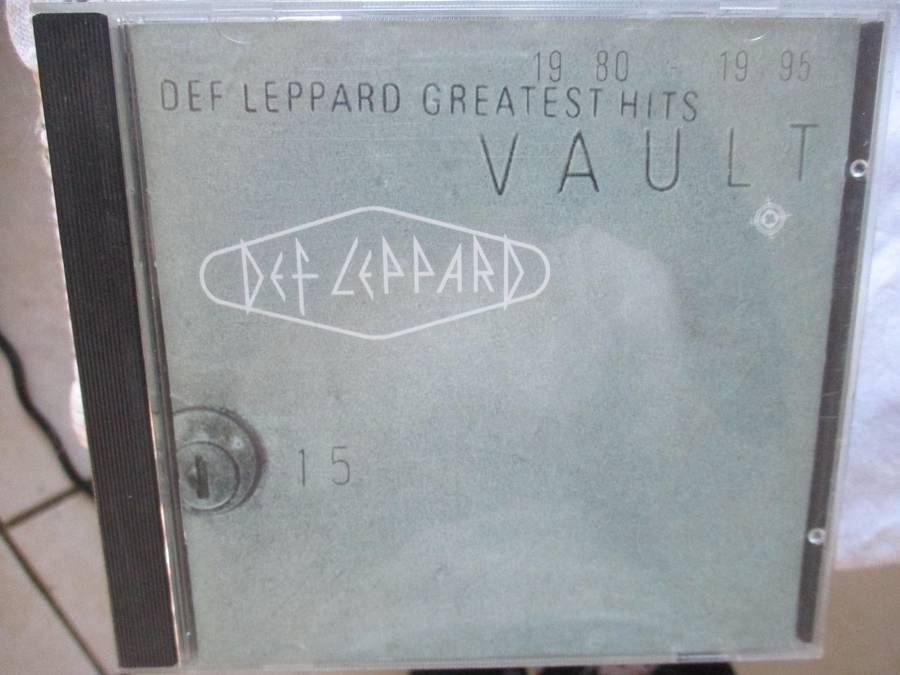 19 80 - 19 95
DEF LEPPARD GREATEST HITS
VAULT
DEF LEPPARD
15